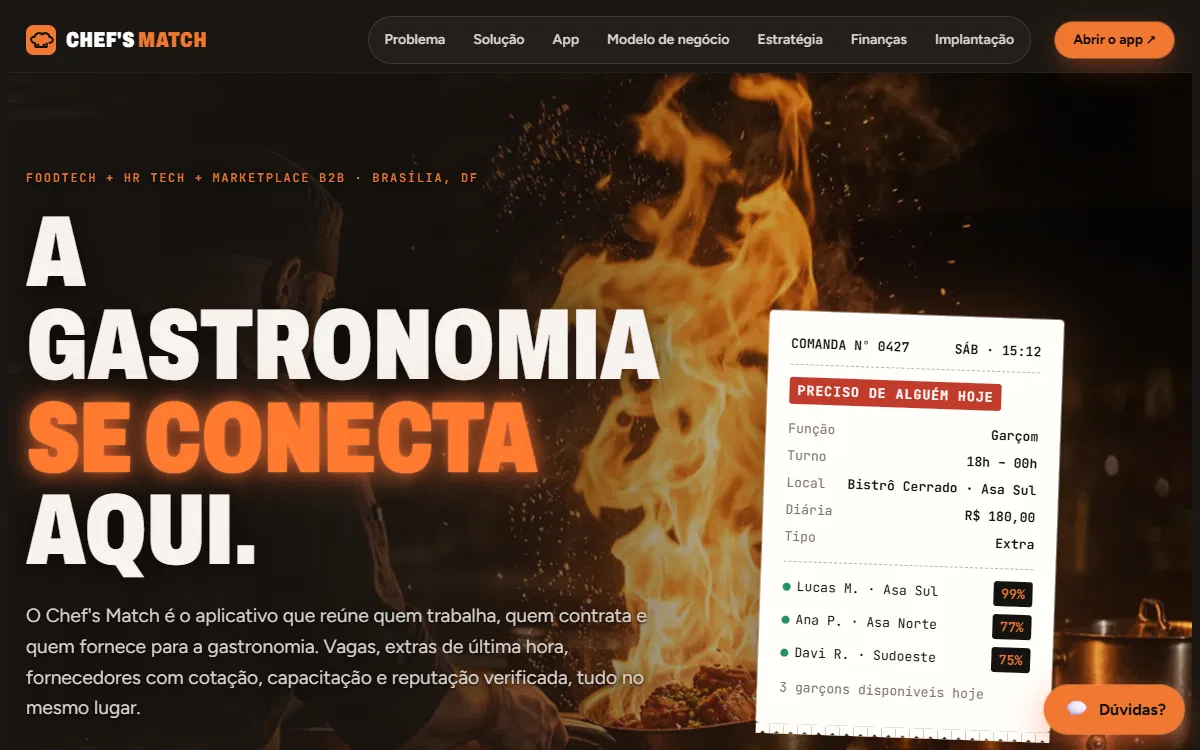 CHEF'S MATCH
Problema
Solução
App
Modelo de negócio
Estratégia
Finanças
Implantação
Abrir o app ↗
FOODTECH + HR TECH + MARKETPLACE B2B · BRASÍLIA, DF
A
GASTRONOMIA
SE CONECTA
AQUI.
O Chef's Match é o aplicativo que reúne quem trabalha, quem contrata e
quem fornece para a gastronomia. Vagas, extras de última hora,
fornecedores com cotação, capacitação e reputação verificada, tudo no
mesmo lugar.
COMANDA N° 0427 SÁB · 15:12
PRECISO DE ALGUÉM HOJE
Função Garçom
Turno 18h – 00h
Local Bistrô Cerrado · Asa Sul
Diária R$ 180,00
Tipo Extra
Lucas M. · Asa Sul 99%
Ana P. · Asa Norte 77%
Davi R. · Sudoeste 75%
3 garçons disponíveis hoje
Dúvidas?